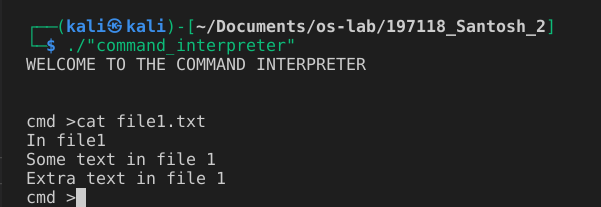 ┌──(kali㉿kali)-[~/Documents/os-lab/197118_Santosh_2]
└─$ ./"command_interpreter"
WELCOME TO THE COMMAND INTERPRETER
cmd >cat file1.txt
In file1
Some text in file 1
Extra text in file 1
cmd >